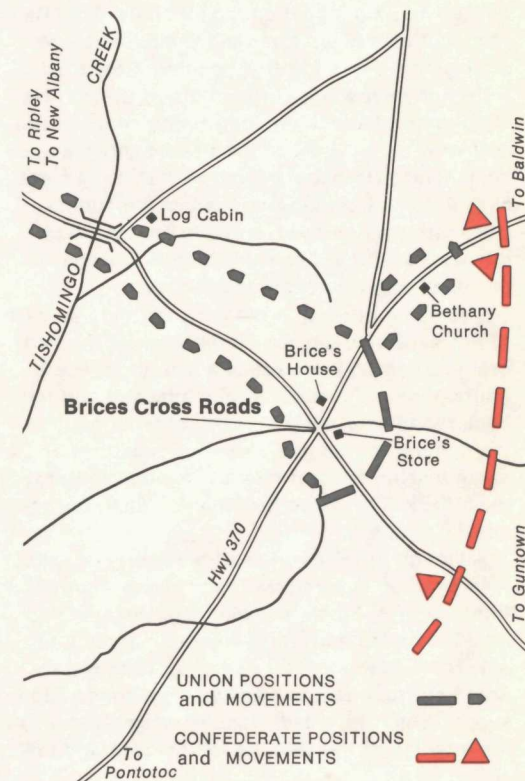 To Ripley
To New Albany
CREEK
TISHOMINGO
Log Cabin
To Baldwin
Bethany
Church
Brice's
House
Brices Cross Roads
Brice's
Store
Hwy 370
To Guntown
To
Pontotoc
UNION POSITIONS
and MOVEMENTS
CONFEDERATE POSITIONS
and MOVEMENTS